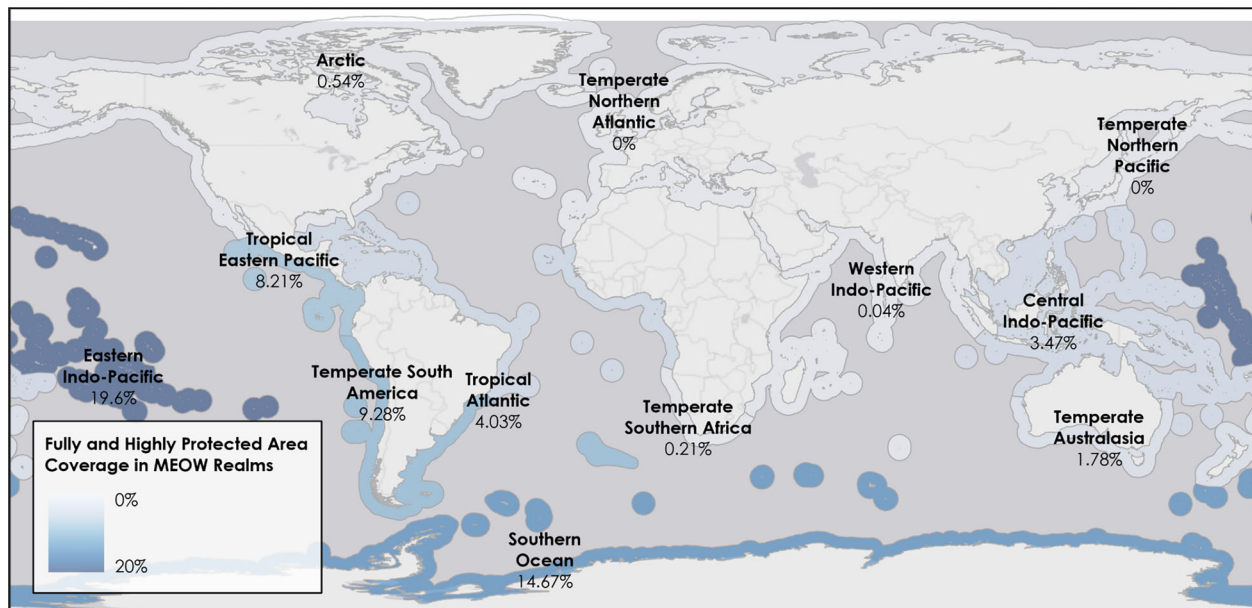 Arctic
0.54%
Temperate
Northern
Atlantic
0%
Temperate
Northern
Pacific
0%
Tropical
Eastern Pacific
8.21%
Western
Indo-Pacific
0.04%
Central
Indo-Pacific
3.47%
Eastern
Indo-Pacific
19.6%
Temperate South
America
9.28%
Tropical
Atlantic
4.03%
Temperate
Southern Africa
0.21%
Temperate
Australasia
1.78%
Fully and Highly Protected Area
Coverage in MEOW Realms
0%
20%
Southern
Ocean
14.67%